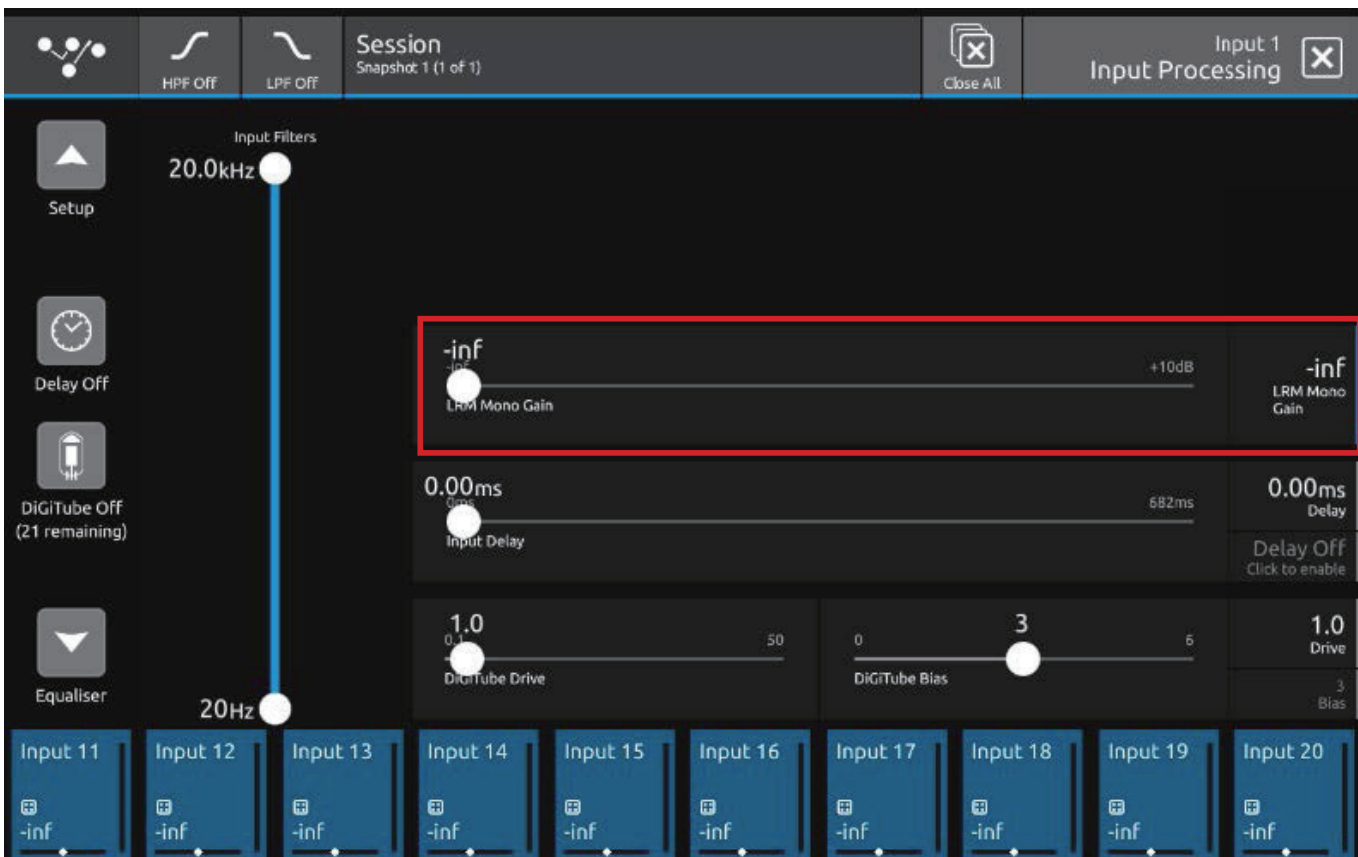 HPF Off
LPF Off
Session
Snapshot 1 (1 of 1)
Close All
Input 1
Input Processing
Setup
Input Filters
20.0kHz
Delay Off
-inf
-inf
+10dB
LRM Mono Gain
-inf
LRM Mono
Gain
DiGiTube Off
(21 remaining)
0.00ms
0ms
682ms
Input Delay
0.00ms
Delay
Delay Off
Click to enable
Equaliser
20Hz
1.0
0.1
50
DiGiTube Drive
3
0
6
DiGiTube Bias
1.0
Drive
3
Bias
Input 11
Input 12
Input 13
Input 14
Input 15
Input 16
Input 17
Input 18
Input 19
Input 20
-inf
-inf
-inf
-inf
-inf
-inf
-inf
-inf
-inf
-inf